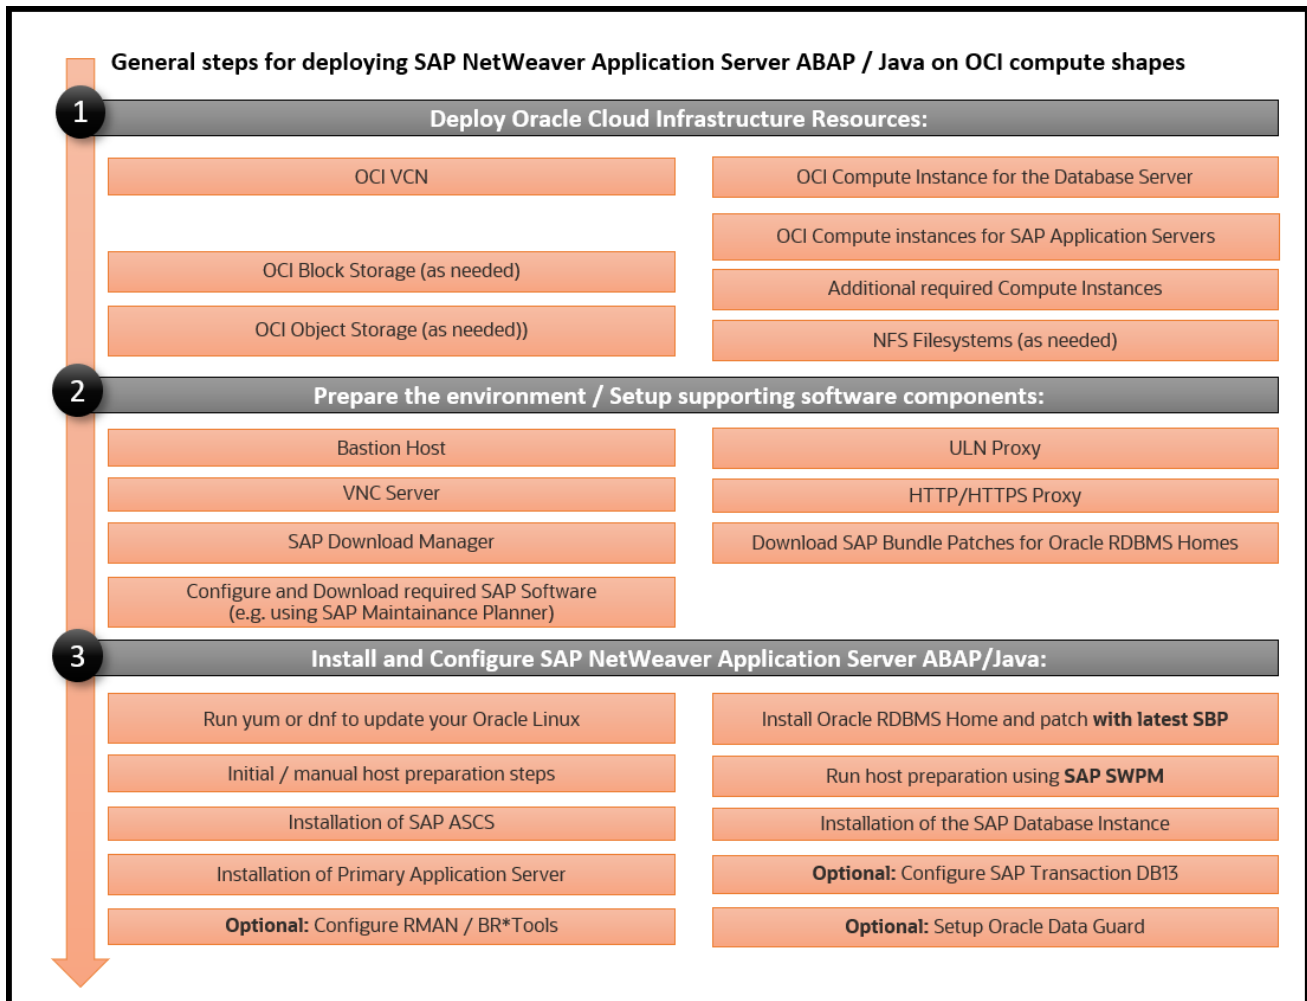 General steps for deploying SAP NetWeaver Application Server ABAP / Java on OCI compute shapes
1
Deploy Oracle Cloud Infrastructure Resources:
OCI VCN
OCI Compute Instance for the Database Server
OCI Compute instances for SAP Application Servers
OCI Block Storage (as needed)
Additional required Compute Instances
OCI Object Storage (as needed))
NFS Filesystems (as needed)
2
Prepare the environment / Setup supporting software components:
Bastion Host
ULN Proxy
VNC Server
HTTP/HTTPS Proxy
SAP Download Manager
Download SAP Bundle Patches for Oracle RDBMS Homes
Configure and Download required SAP Software
(e.g. using SAP Maintainance Planner)
3
Install and Configure SAP NetWeaver Application Server ABAP/Java:
Run yum or dnf to update your Oracle Linux
Install Oracle RDBMS Home and patch with latest SBP
Initial / manual host preparation steps
Run host preparation using SAP SWPM
Installation of SAP ASCS
Installation of the SAP Database Instance
Installation of Primary Application Server
Optional: Configure SAP Transaction DB13
Optional: Configure RMAN / BR*Tools
Optional: Setup Oracle Data Guard